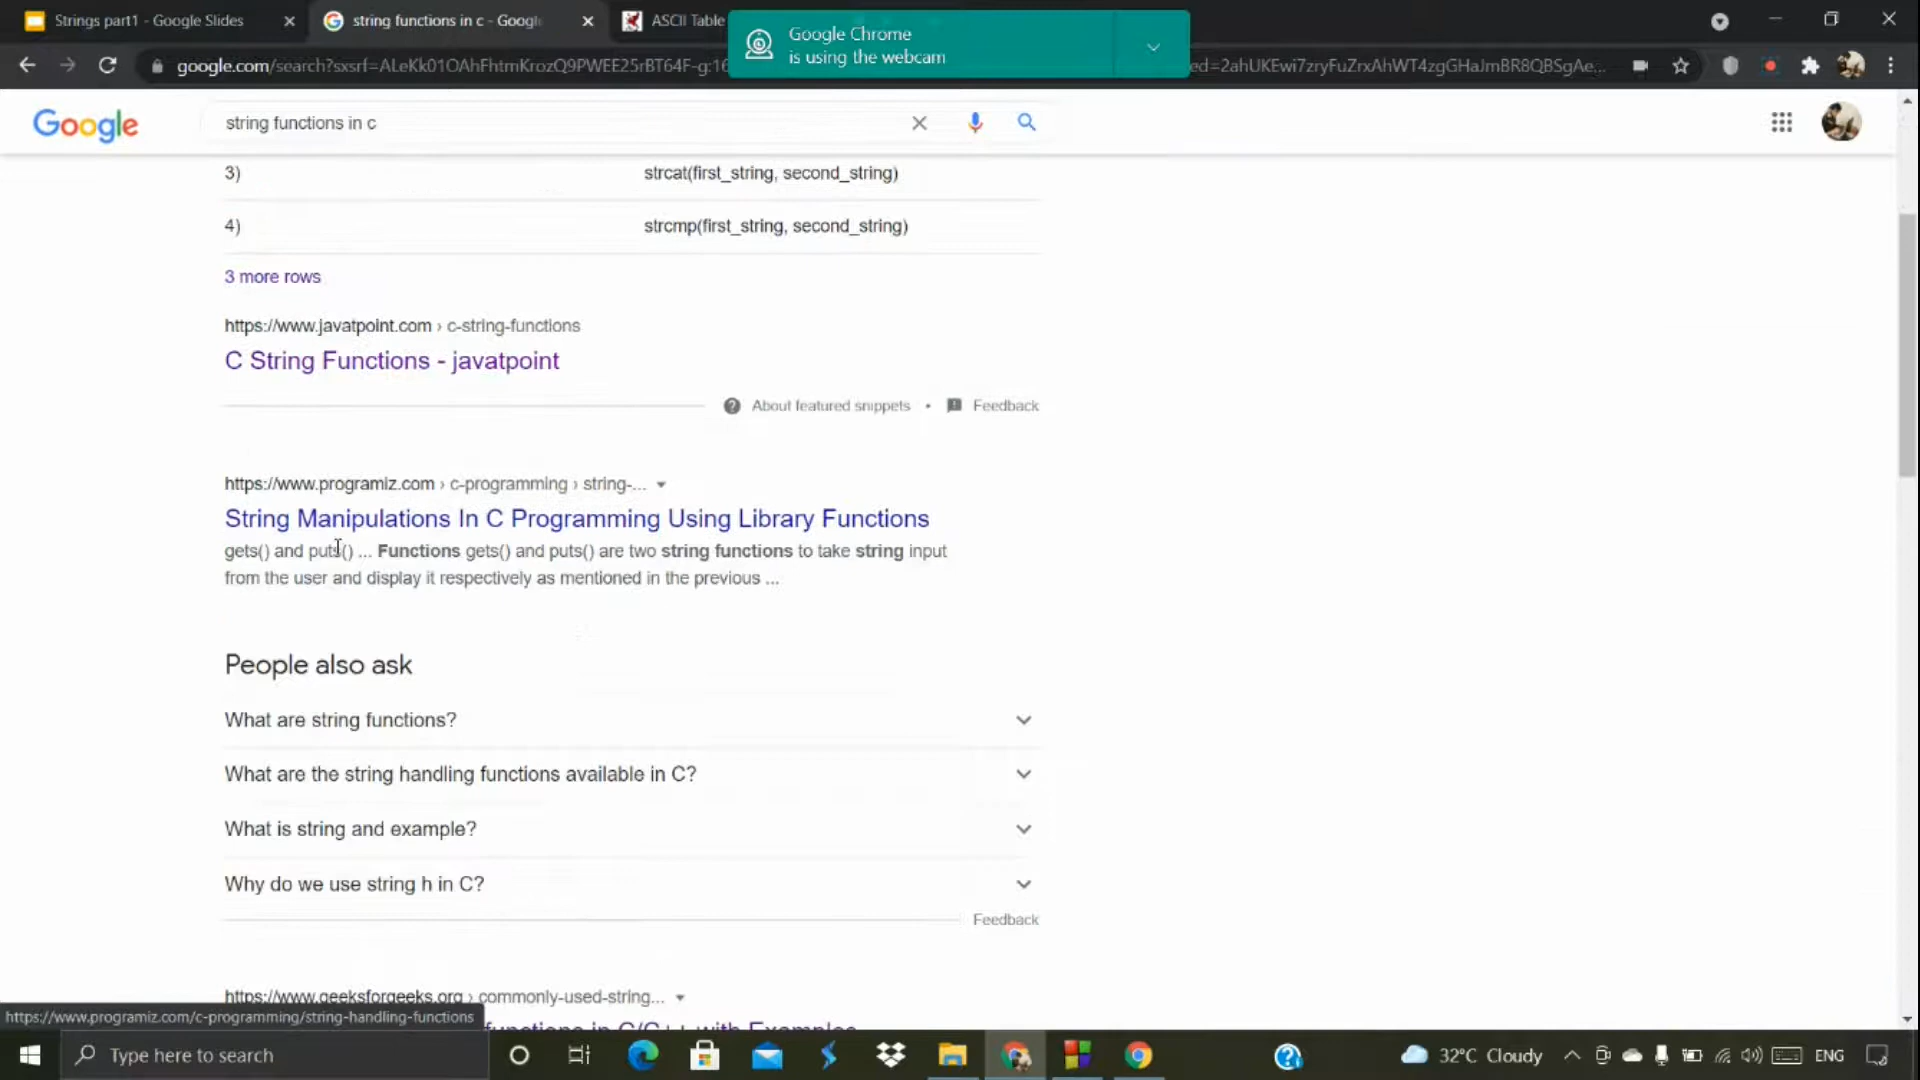 Strings part1 - Google Slides
string functions in c - Googl
ASCII Table
Google Chrome
is using the webcam
google.com/search?sxsrf=ALeKk01OAhFhtmKrozQ9PWEE25rBT64F-g:16
ed=2ahUKEwi7zryFuZrxAhWT4zgGHaJmBR8QBSgAe...
Google
string functions in c
3) strcat(first_string, second_string)
4) strcmp(first_string, second_string)
3 more rows
https://www.javatpoint.com › c-string-functions
C String Functions - javatpoint
About featured snippets • Feedback
https://www.programiz.com › c-programming › string-...
String Manipulations In C Programming Using Library Functions
gets() and puts() ... Functions gets() and puts() are two string functions to take string input
from the user and display it respectively as mentioned in the previous ...
People also ask
What are string functions?
What are the string handling functions available in C?
What is string and example?
Why do we use string h in C?
Feedback
https://www.geeksforgeeks.org › commonly-used-string...
functions in C/C++ with Examples
https://www.programiz.com/c-programming/string-handling-functions
Type here to search
32°C Cloudy
ENG